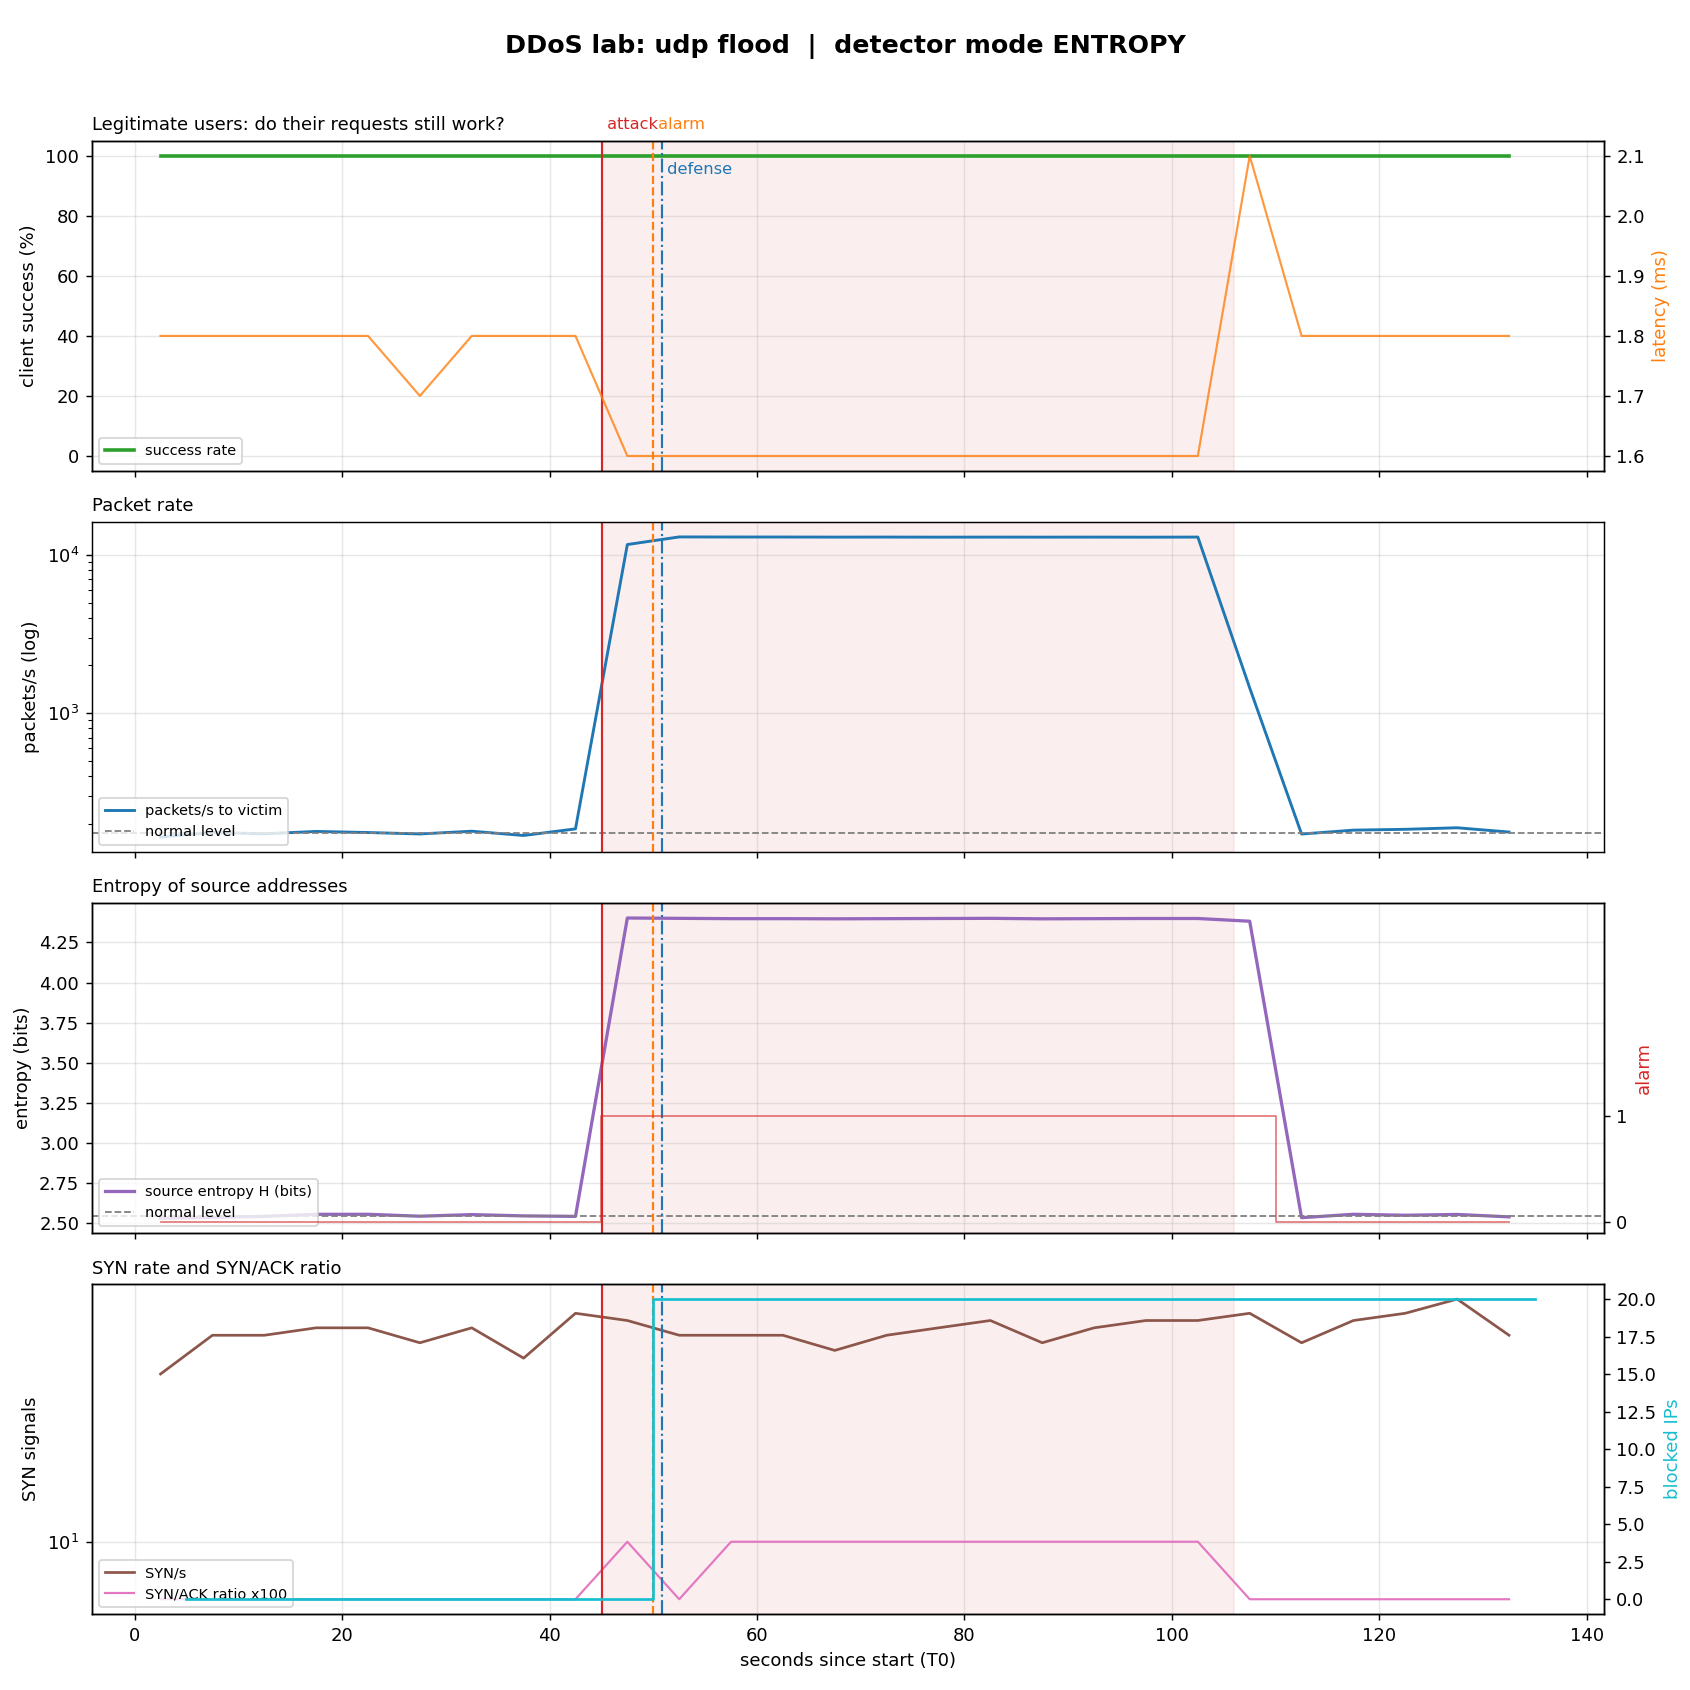 DDoS lab: udp flood | detector mode ENTROPY
Legitimate users: do their requests still work?
attack
alarm
defense
client success (%)
100
80
60
40
20
0
2.1
2.0
1.9
1.8
1.7
1.6
latency (ms)
success rate
Packet rate
packets/s (log)
10⁴
10³
packets/s to victim
normal level
Entropy of source addresses
entropy (bits)
4.25
4.00
3.75
3.50
3.25
3.00
2.75
2.50
alarm
1
0
source entropy H (bits)
normal level
SYN rate and SYN/ACK ratio
SYN signals
10¹
20.0
17.5
15.0
12.5
10.0
7.5
5.0
2.5
0.0
blocked IPs
SYN/s
SYN/ACK ratio x100
0 20 40 60 80 100 120 140
seconds since start (T0)